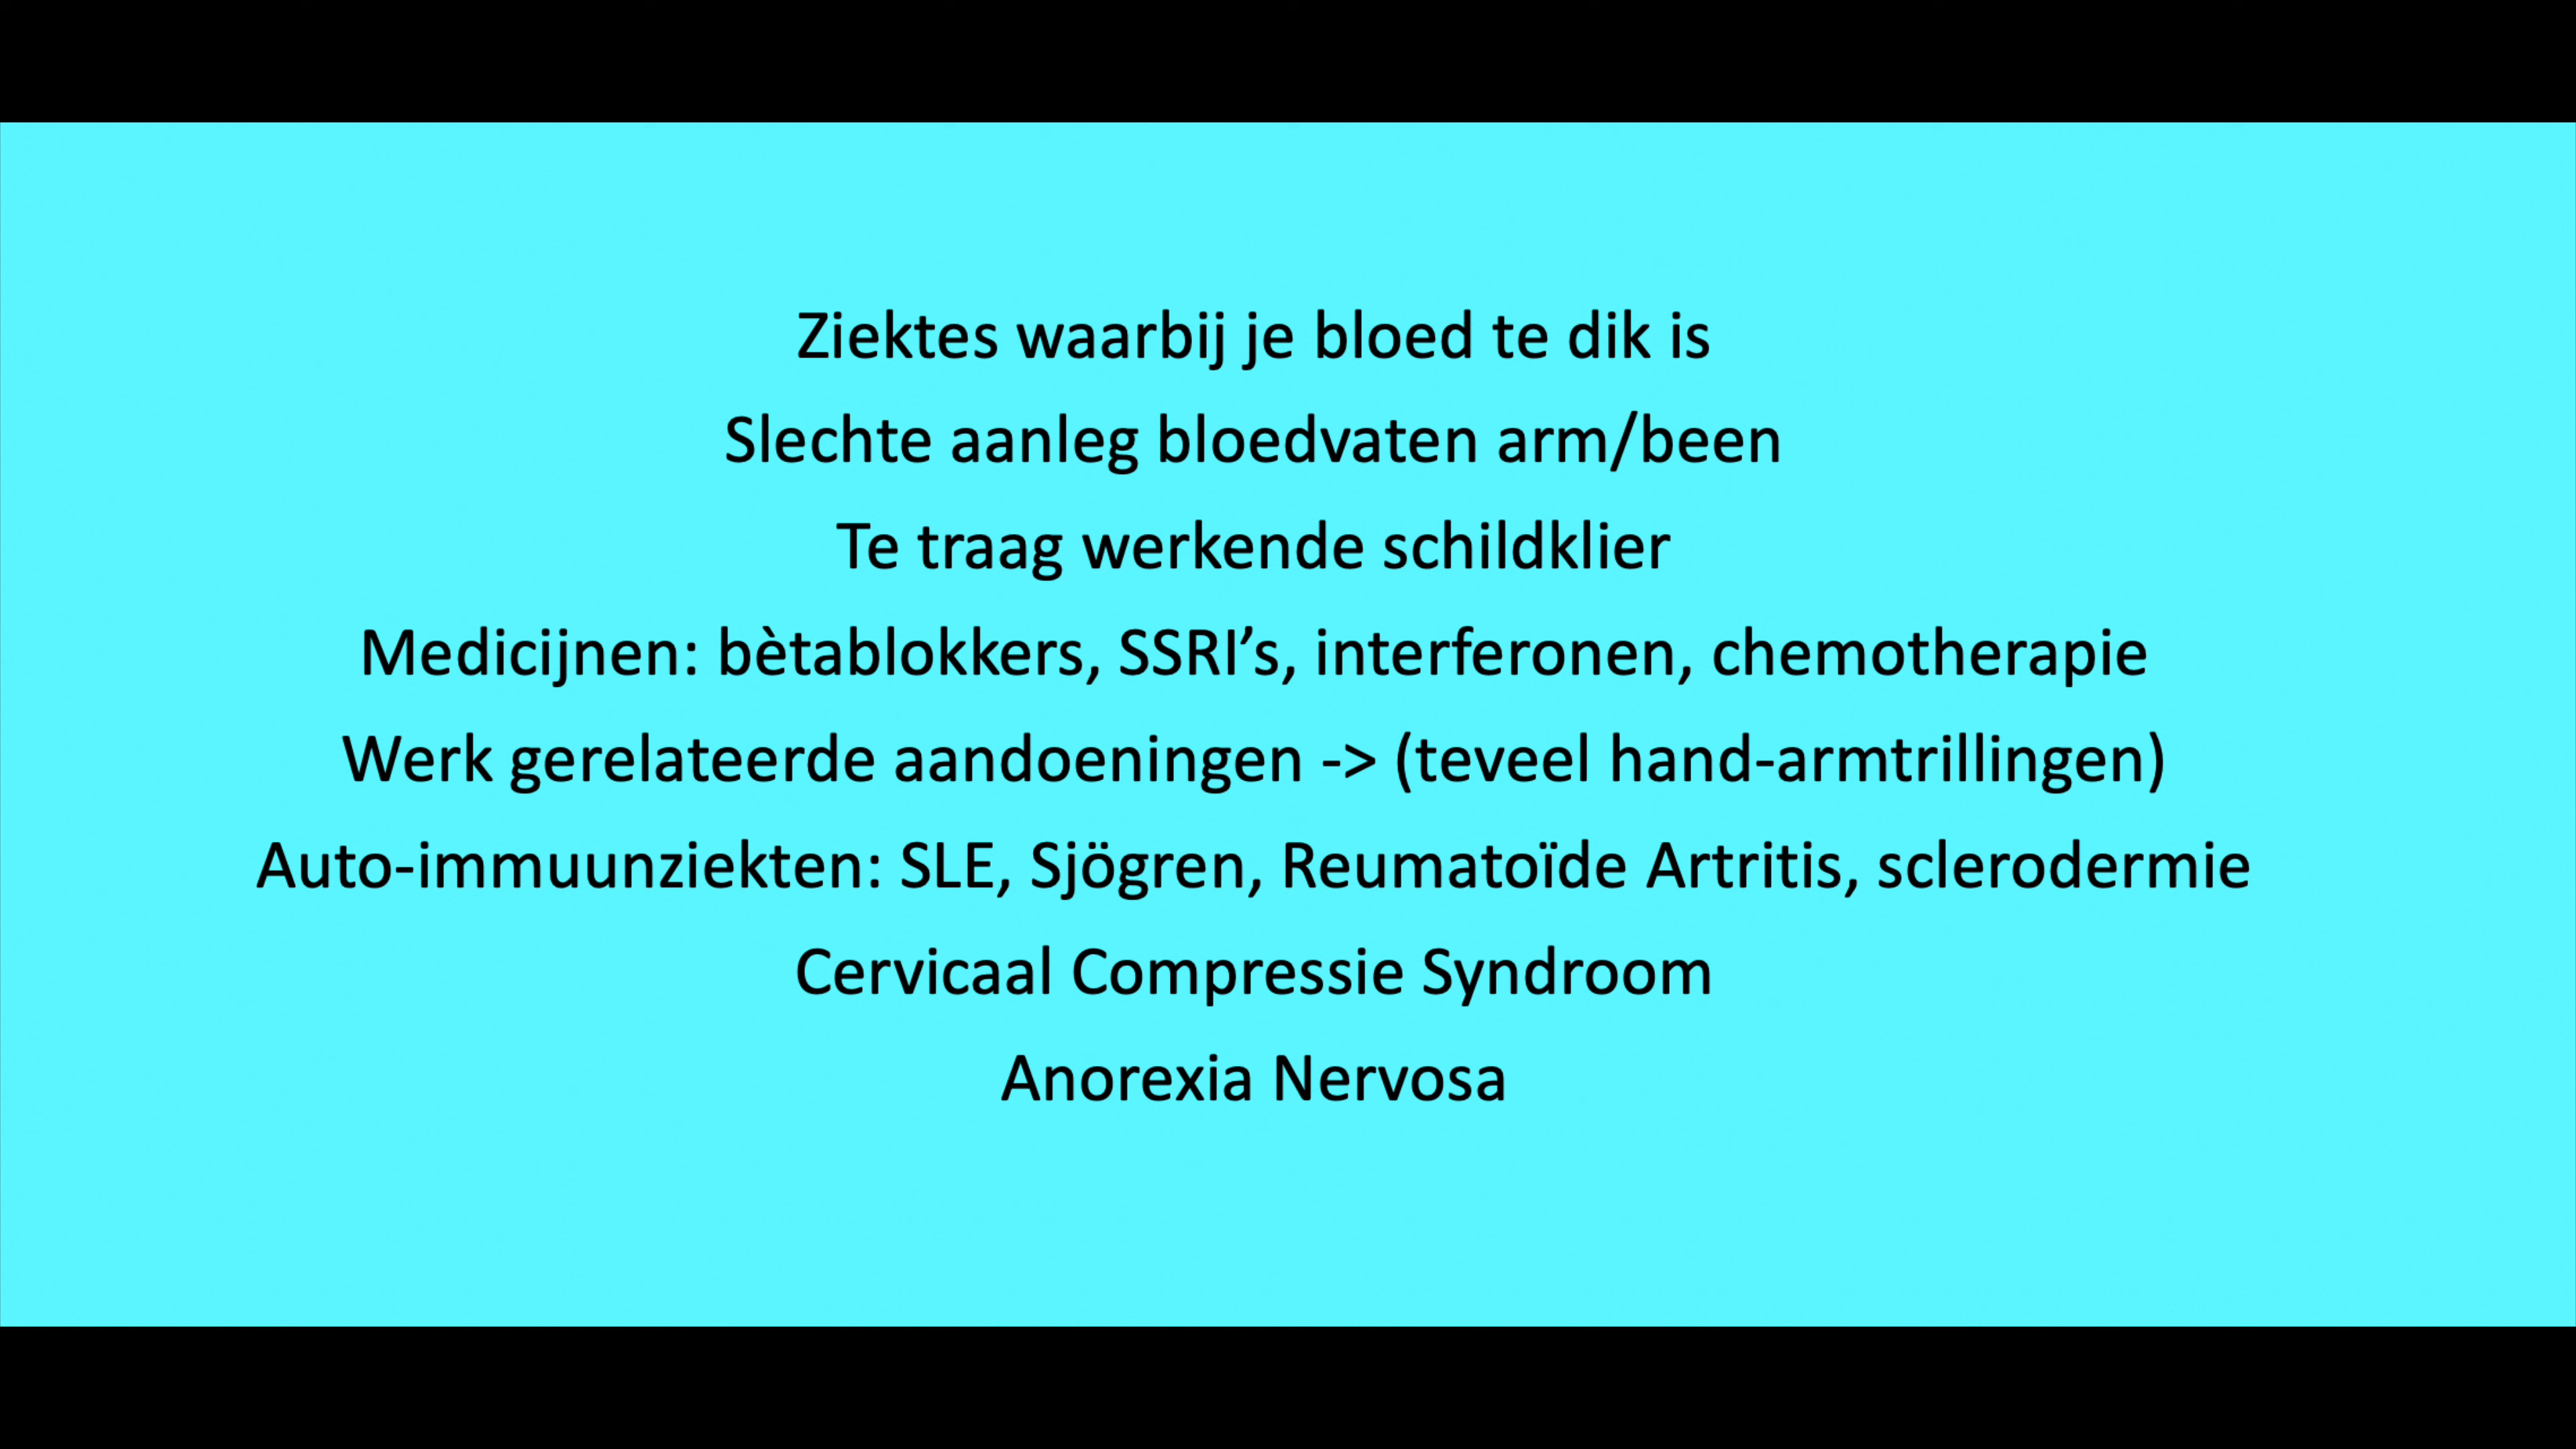 Ziektes waarbij je bloed te dik is
Slechte aanleg bloedvaten arm/been
Te traag werkende schildklier
Medicijnen: bètablokkers, SSRI’s, interferonen, chemotherapie
Werk gerelateerde aandoeningen -> (teveel hand-armtrillingen)
Auto-immuunziekten: SLE, Sjögren, Reumatoïde Artritis, sclerodermie
Cervicaal Compressie Syndroom
Anorexia Nervosa